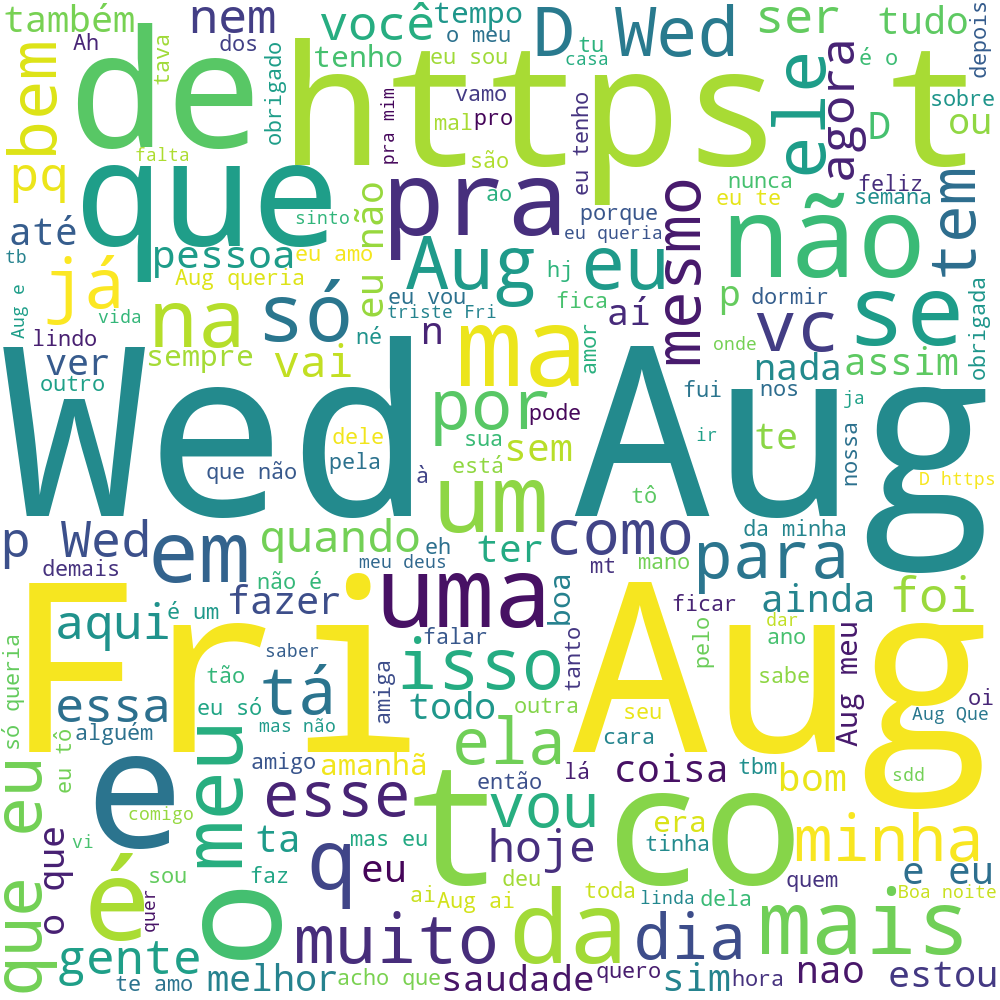 também
nem
você
tempo
o meu
D Wed
tu
ser
tudo
depois
Ah
dos
tenho
eu sou
casa
é o
tava
obrigado
de
https t
ele
agora
sobre
bem
vamo
pra mim
mal
pro
eu tenho
D
ou
pq
falta
que
pra
são
ao
nunca
feliz
eu te
semana
tem
até
sinto
eu não
porque
eu queria
mesmo
não
tb
pessoa
eu amo
Aug
eu
Aug queria
hj
já
na
só
eu vou
fica
aí
p
dormir
se
Aug e
vida
triste Fri
n
ma
vc
obrigada
lindo
né
amor
onde
ver
sempre
vai
nada
assim
outro
Wed Aug
por
pode
fui
nos
ja
dele
sua
ir
te
nossa
que não
pela
à
está
sem
tô
D https
um
da minha
p Wed
em
quando
eh
ter
como
para
demais
meu deus
mt
mano
não é
boa
fazer
uma
ficar
ainda
foi
é um
aqui
falar
tanto
pelo
dar
ano
Fri Aug
só queria
saber
isso
sabe
Aug meu
tão
tá
amiga
oi
essa
eu só
todo
outra
seu
Aug Que
alguém
mas não
ela
cara
eu tô
meu
amigo
amanhã
então
lá
coisa
tbm
bom
sdd
e
esse
t co
vou
comigo
era
minha
vi
o que
ta
mas eu
hoje
tinha
que eu
é
sou
faz
q
eu
deu
quem
e eu
quer
o
ai
Aug ai
toda
linda
dela
Boa noite
gente
muito
da
dia
mais
te amo
melhor
acho que
saudade
quero
sim
hora
nao
estou